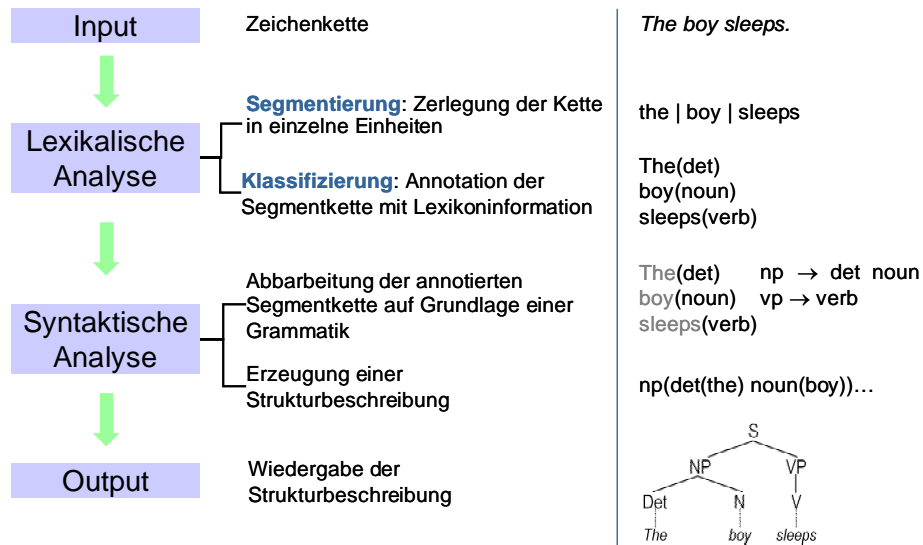 Input
Zeichenkette
The boy sleeps.
Lexikalische
Analyse
Segmentierung: Zerlegung der Kette
in einzelne Einheiten
the | boy | sleeps
Klassifizierung: Annotation der
Segmentkette mit Lexikoninformation
The(det)
boy(noun)
sleeps(verb)
Syntaktische
Analyse
Abbarbeitung der annotierten
Segmentkette auf Grundlage einer
Grammatik
The(det) np → det noun
boy(noun) vp → verb
sleeps(verb)
Erzeugung einer
Strukturbeschreibung
np(det(the) noun(boy))…
Output
Wiedergabe der
Strukturbeschreibung
S
NP VP
Det N V
The boy sleeps